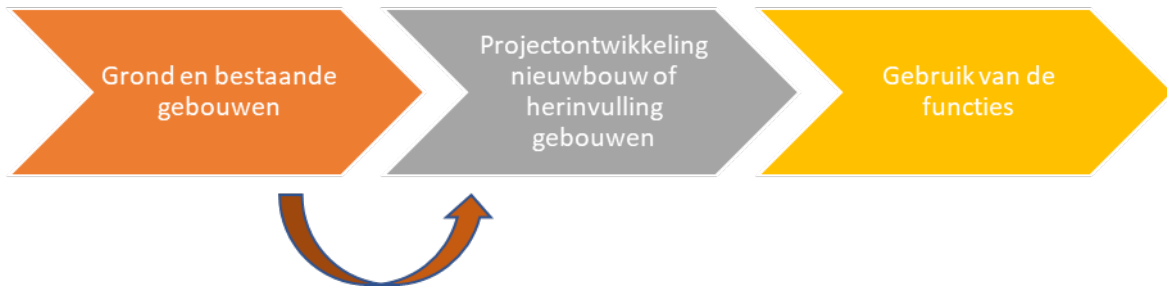 Grond en bestaande
gebouwen
Projectontwikkeling
nieuwbouw of
herinvulling
gebouwen
Gebruik van de
functies